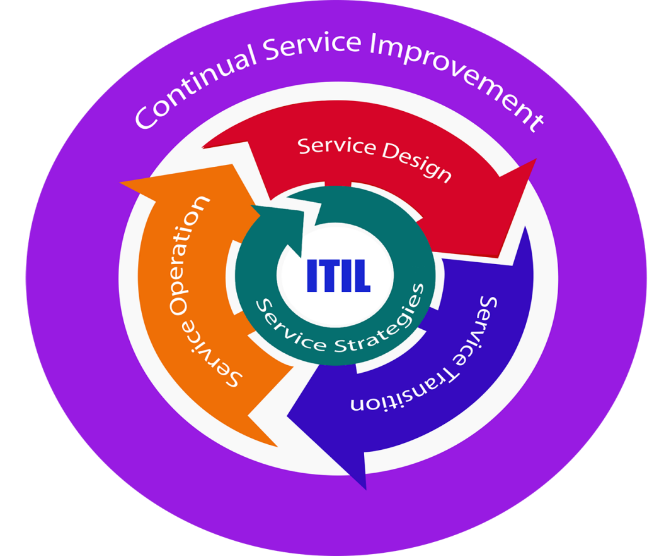 Continual Service Improvement
Service Design
Service Transition
Service Operation
Service Strategies
ITIL